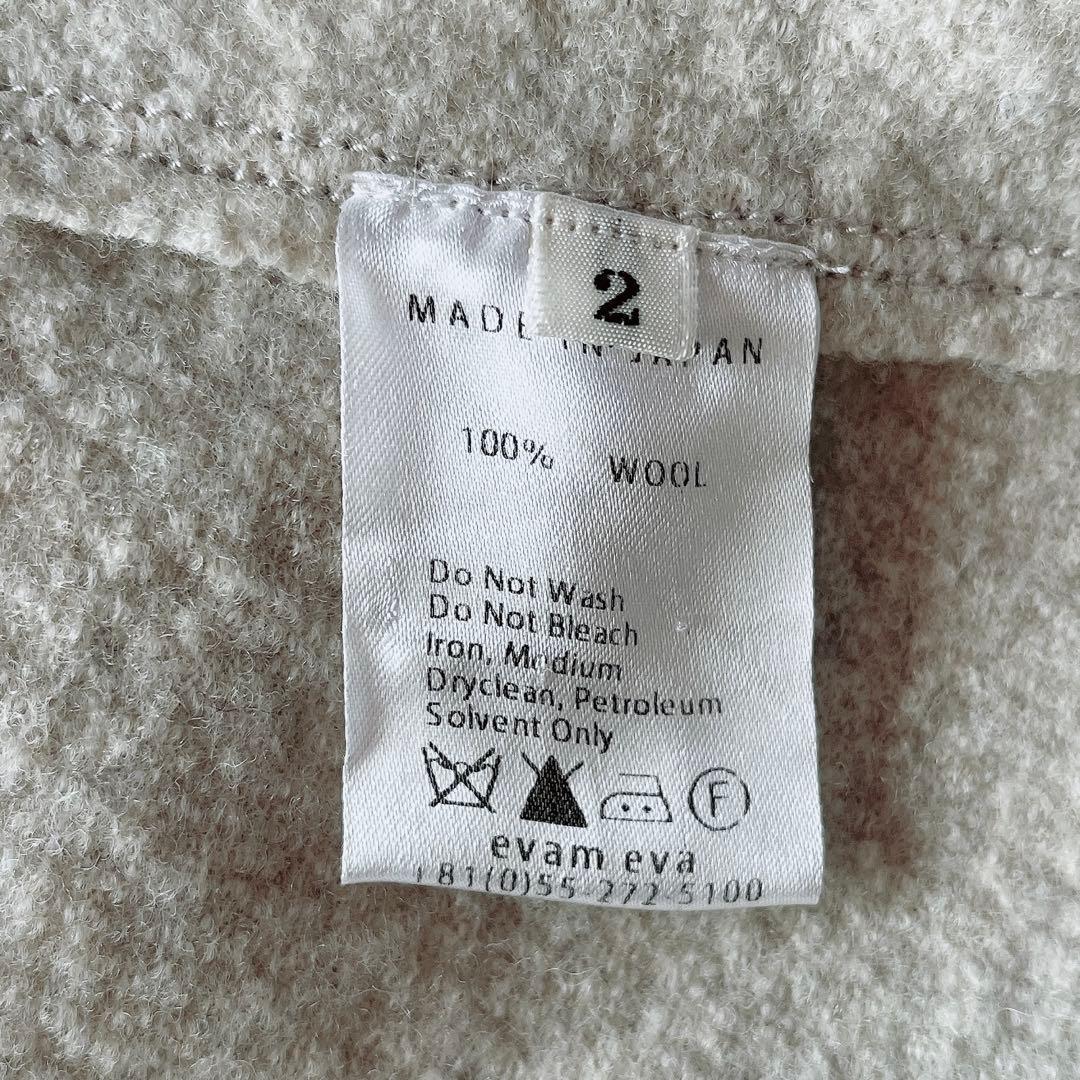 2
MADE IN JAPAN
100% WOOL
Do Not Wash
Do Not Bleach
Iron, Medium
Dryclean, Petroleum
Solvent Only
F
evam eva
+81(0)55-272-5100